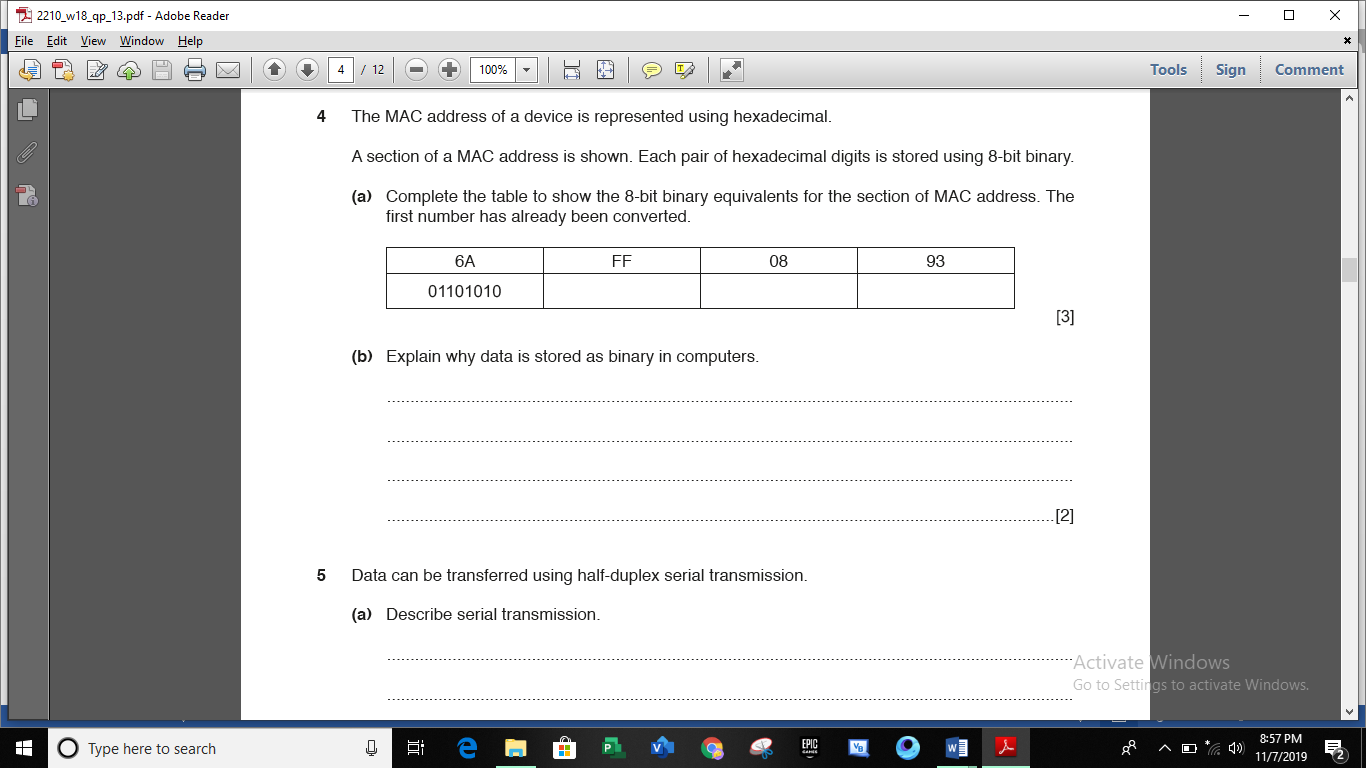 2210_w18_qp_13.pdf - Adobe Reader
File Edit View Window Help
4 / 12 100% Tools Sign Comment
4 The MAC address of a device is represented using hexadecimal.
A section of a MAC address is shown. Each pair of hexadecimal digits is stored using 8-bit binary.
(a) Complete the table to show the 8-bit binary equivalents for the section of MAC address. The
first number has already been converted.
6A FF 08 93
01101010
[3]
(b) Explain why data is stored as binary in computers.
[2]
5 Data can be transferred using half-duplex serial transmission.
(a) Describe serial transmission.
Activate Windows
Go to Settings to activate Windows.
Type here to search
EPIC GAMES
8:57 PM
11/7/2019
2